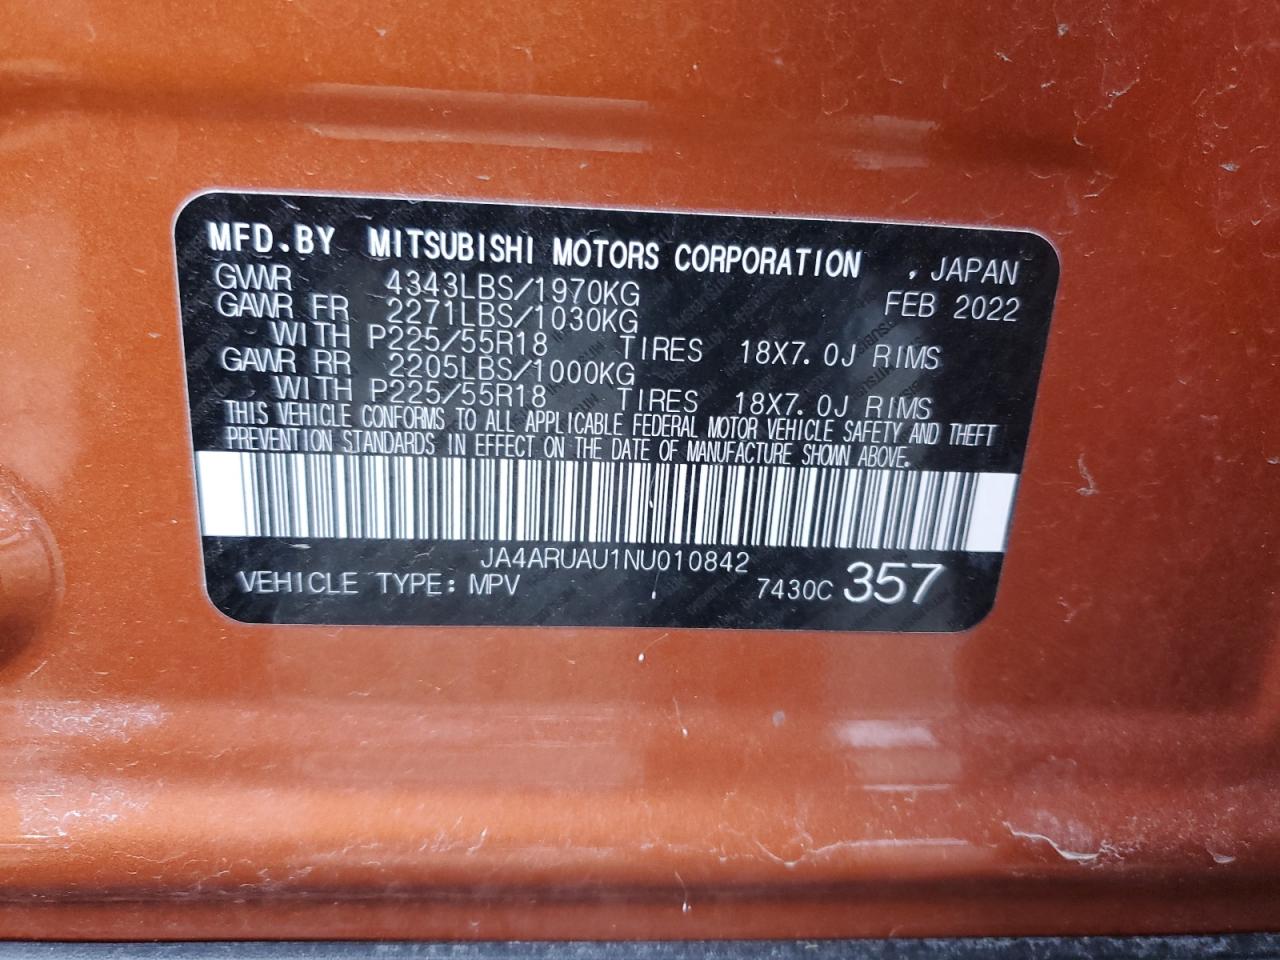 MFD.BY MITSUBISHI MOTORS CORPORATION , JAPAN
GVWR 4343LBS/1970KG FEB 2022
GAWR FR 2271LBS/1030KG
WITH P225/55R18 TIRES 18X7.0J RIMS
GAWR RR 2205LBS/1000KG
WITH P225/55R18 TIRES 18X7.0J RIMS
THIS VEHICLE CONFORMS TO ALL APPLICABLE FEDERAL MOTOR VEHICLE SAFETY AND THEFT
PREVENTION STANDARDS IN EFFECT ON THE DATE OF MANUFACTURE SHOWN ABOVE.
JA4ARUAU1NU010842
VEHICLE TYPE: MPV 7430C 357